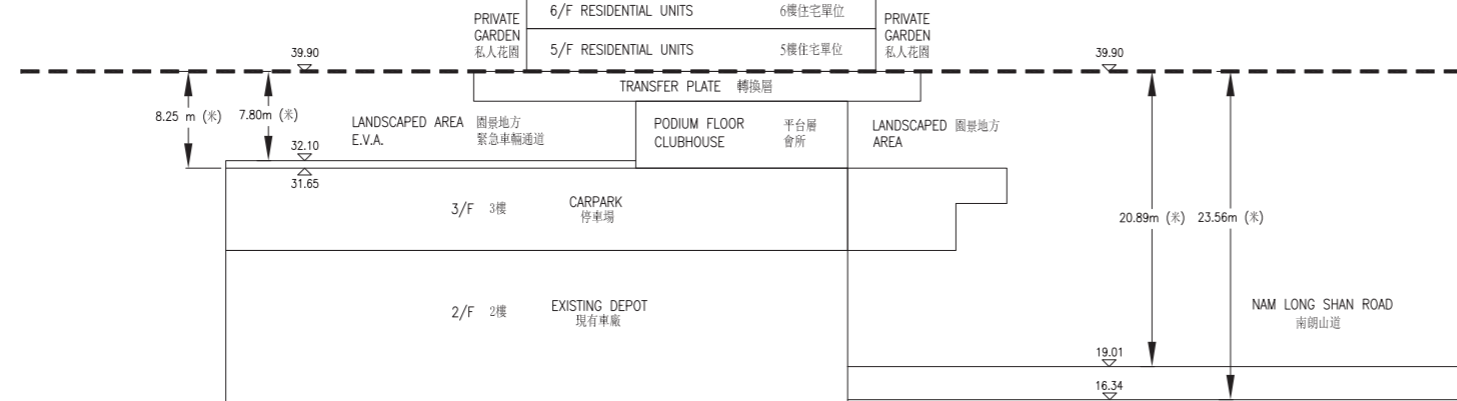 6/F RESIDENTIAL UNITS 6樓住宅單位
PRIVATE
GARDEN
私人花園
5/F RESIDENTIAL UNITS 5樓住宅單位
PRIVATE
GARDEN
私人花園
39.90
39.90
TRANSFER PLATE 轉換層
8.25 m (米)
7.80m (米)
LANDSCAPED AREA 園景地方
E.V.A. 緊急車輛通道
PODIUM FLOOR 平台層
CLUBHOUSE 會所
LANDSCAPED 園景地方
AREA
32.10
31.65
3/F 3樓
CARPARK
停車場
20.89m (米)
23.56m (米)
2/F 2樓
EXISTING DEPOT
現有車廠
NAM LONG SHAN ROAD
南朗山道
19.01
16.34